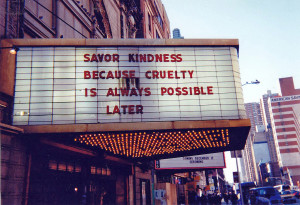 SAVOR KINDNESS
BECAUSE CRUELTY
IS ALWAYS POSSIBLE
LATER